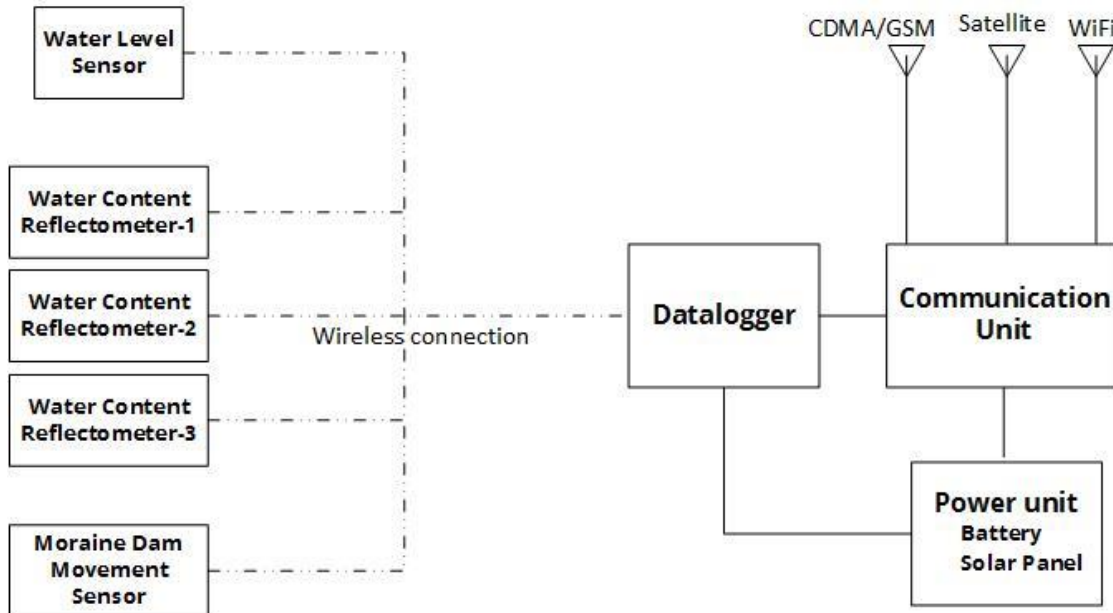 Water Level
Sensor
CDMA/GSM
Satellite
WiFi
Water Content
Reflectometer-1
Water Content
Reflectometer-2
Wireless connection
Water Content
Reflectometer-3
Moraine Dam
Movement
Sensor
Datalogger
Communication
Unit
Power unit
Battery
Solar Panel